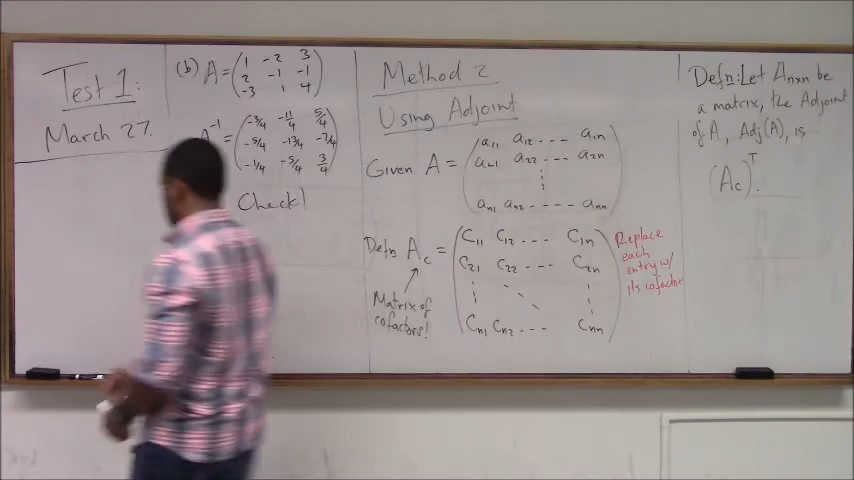 Test 1:
March 27.
(b) A = ( 1 -2 3
2 -1 -1
-3 1 4 )
A⁻¹ = ( -3/4 -11/4 5/4
-5/4 -13/4 -7/4
-1/4 -5/4 3/4 )
Check!
Method 2
Using Adjoint
Given A = ( a11 a12 --- a1n
a21 a22 --- a2n
⋮
an1 an2 ---- ann )
Defn Ac = ( C11 C12 --- C1n
C21 C22 --- C2n
⋮ ⋱ ⋮
Cn1 Cn2 --- Cnn )
Matrix of
cofactors!
Replace
each
entry w/
its cofactor
Defn: Let Anxn be
a matrix, the Adjoint
of A, Adj(A), is
(Ac)ᵀ.